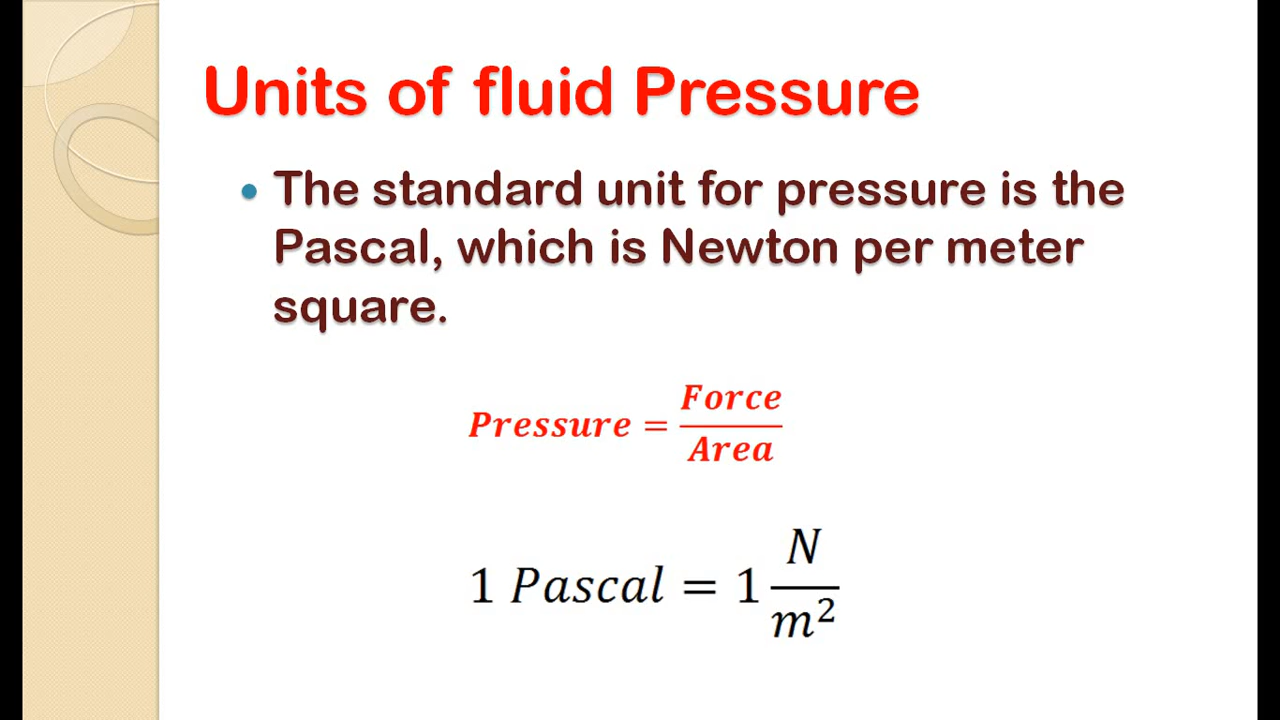 Units of fluid Pressure
• The standard unit for pressure is the
Pascal, which is Newton per meter
square.
Pressure = Force/Area
1 Pascal = 1 N/m²